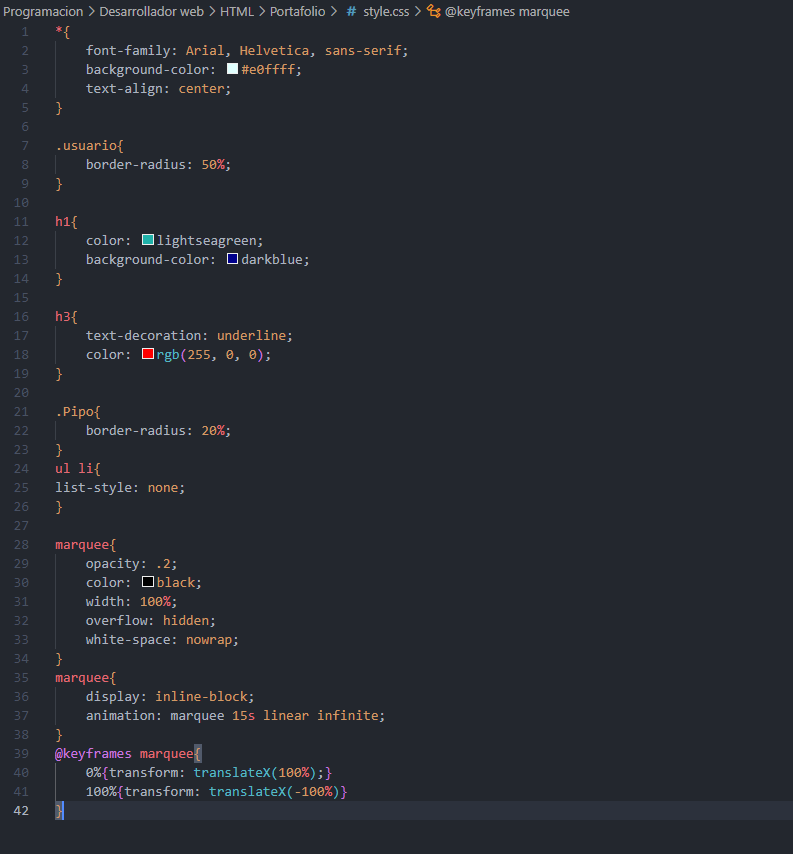 Programacion > Desarrollador web > HTML > Portafolio > # style.css > @keyframes marquee
1 *{
2 font-family: Arial, Helvetica, sans-serif;
3 background-color: #e0ffff;
4 text-align: center;
5 }
6
7 .usuario{
8 border-radius: 50%;
9 }
10
11 h1{
12 color: lightseagreen;
13 background-color: darkblue;
14 }
15
16 h3{
17 text-decoration: underline;
18 color: rgb(255, 0, 0);
19 }
20
21 .Pipo{
22 border-radius: 20%;
23 }
24 ul li{
25 list-style: none;
26 }
27
28 marquee{
29 opacity: .2;
30 color: black;
31 width: 100%;
32 overflow: hidden;
33 white-space: nowrap;
34 }
35 marquee{
36 display: inline-block;
37 animation: marquee 15s linear infinite;
38 }
39 @keyframes marquee{
40 0%{transform: translateX(100%);}
41 100%{transform: translateX(-100%)}
42 }